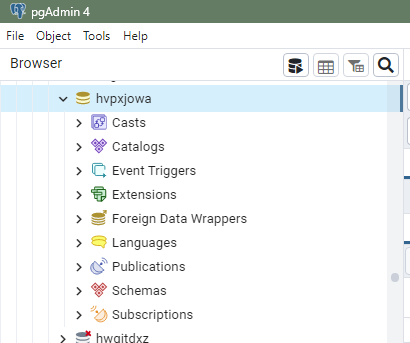 pgAdmin 4
File Object Tools Help
Browser
hvpxjowa
Casts
Catalogs
Event Triggers
Extensions
Foreign Data Wrappers
Languages
Publications
Schemas
Subscriptions
hwgitdxz